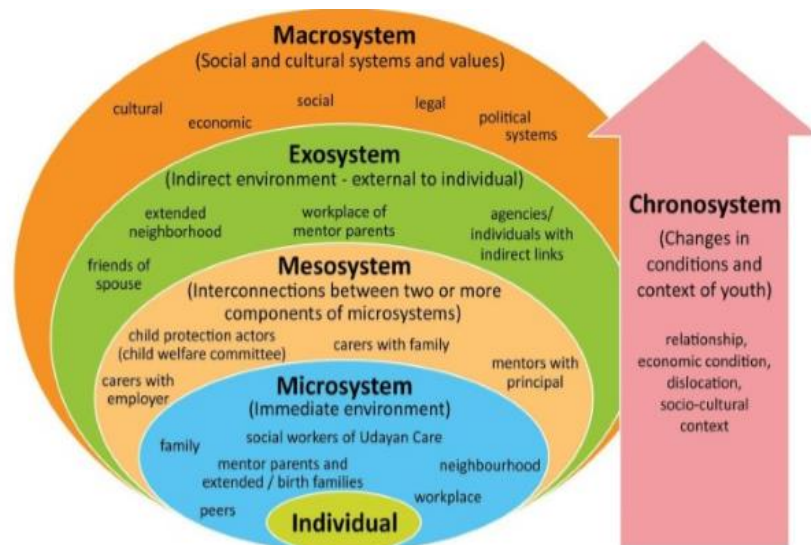 Macrosystem
(Social and cultural systems and values)
cultural
economic
social
legal
political
systems
Exosystem
(Indirect environment - external to individual)
extended
neighborhood
workplace of
mentor parents
agencies/
individuals with
indirect links
friends of
spouse
Mesosystem
(Interconnections between two or more
components of microsystems)
child protection actors
(child welfare committee)
carers with family
mentors with
principal
carers with
employer
Microsystem
(Immediate environment)
family
social workers of Udayan Care
mentor parents and
extended / birth families
neighbourhood
workplace
peers
Individual
Chronosystem
(Changes in
conditions and
context of youth)
relationship,
economic condition,
dislocation,
socio-cultural
context